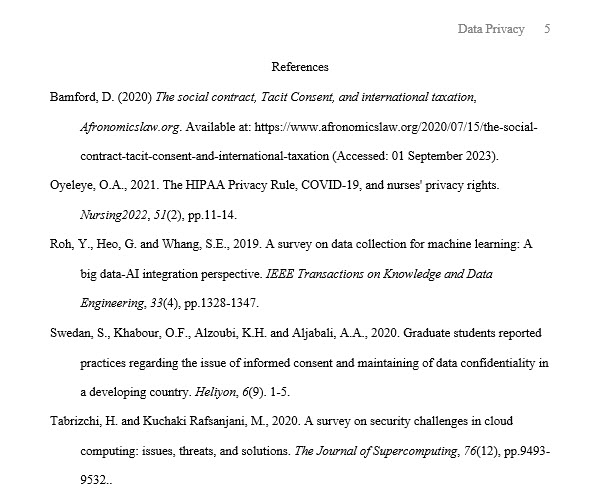 Data Privacy 5
References
Bamford, D. (2020) The social contract, Tacit Consent, and international taxation,
Afronomicslaw.org. Available at: https://www.afronomicslaw.org/2020/07/15/the-social-
contract-tacit-consent-and-international-taxation (Accessed: 01 September 2023).
Oyeleye, O.A., 2021. The HIPAA Privacy Rule, COVID-19, and nurses' privacy rights.
Nursing2022, 51(2), pp.11-14.
Roh, Y., Heo, G. and Whang, S.E., 2019. A survey on data collection for machine learning: A
big data-AI integration perspective. IEEE Transactions on Knowledge and Data
Engineering, 33(4), pp.1328-1347.
Swedan, S., Khabour, O.F., Alzoubi, K.H. and Aljabali, A.A., 2020. Graduate students reported
practices regarding the issue of informed consent and maintaining of data confidentiality in
a developing country. Heliyon, 6(9). 1-5.
Tabrizchi, H. and Kuchaki Rafsanjani, M., 2020. A survey on security challenges in cloud
computing: issues, threats, and solutions. The Journal of Supercomputing, 76(12), pp.9493-
9532..